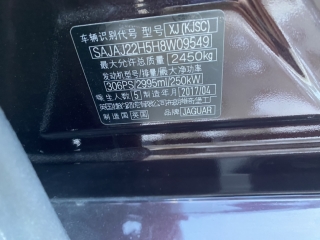 车辆识别代号 型号 XJ (KJSC)
SAJAJ22H5H8W09549
最大允许总质量 2450kg
发动机型号/排量/最大净功率
306PS/2995ml/250KW
乘坐人数 (5) 制造年月 2017/04
制造国 英国 品牌 JAGUAR